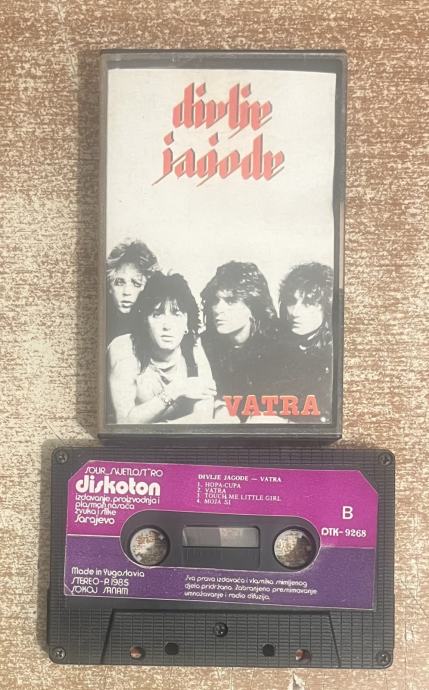 divlje
jagode
VATRA
SOUR „SVJETLOST” RO
diskoton
izdavanje, proizvodnja i
plasman nosača
zvuka i slike
Sarajevo
DIVLJE JAGODE — VATRA
1. HOPA-CUPA
2. VATRA
3. TOUCH ME LITTLE GIRL
4. MOJA SI
B
DTK-9268
Made in Yugoslavia
STEREO-P. 1985
SOKOJ SANAM
Sva prava izdavača i vlasnika snimljenog
djela pridržana. Zabranjeno presnimavanje
umnožavanje i radio difuzija.